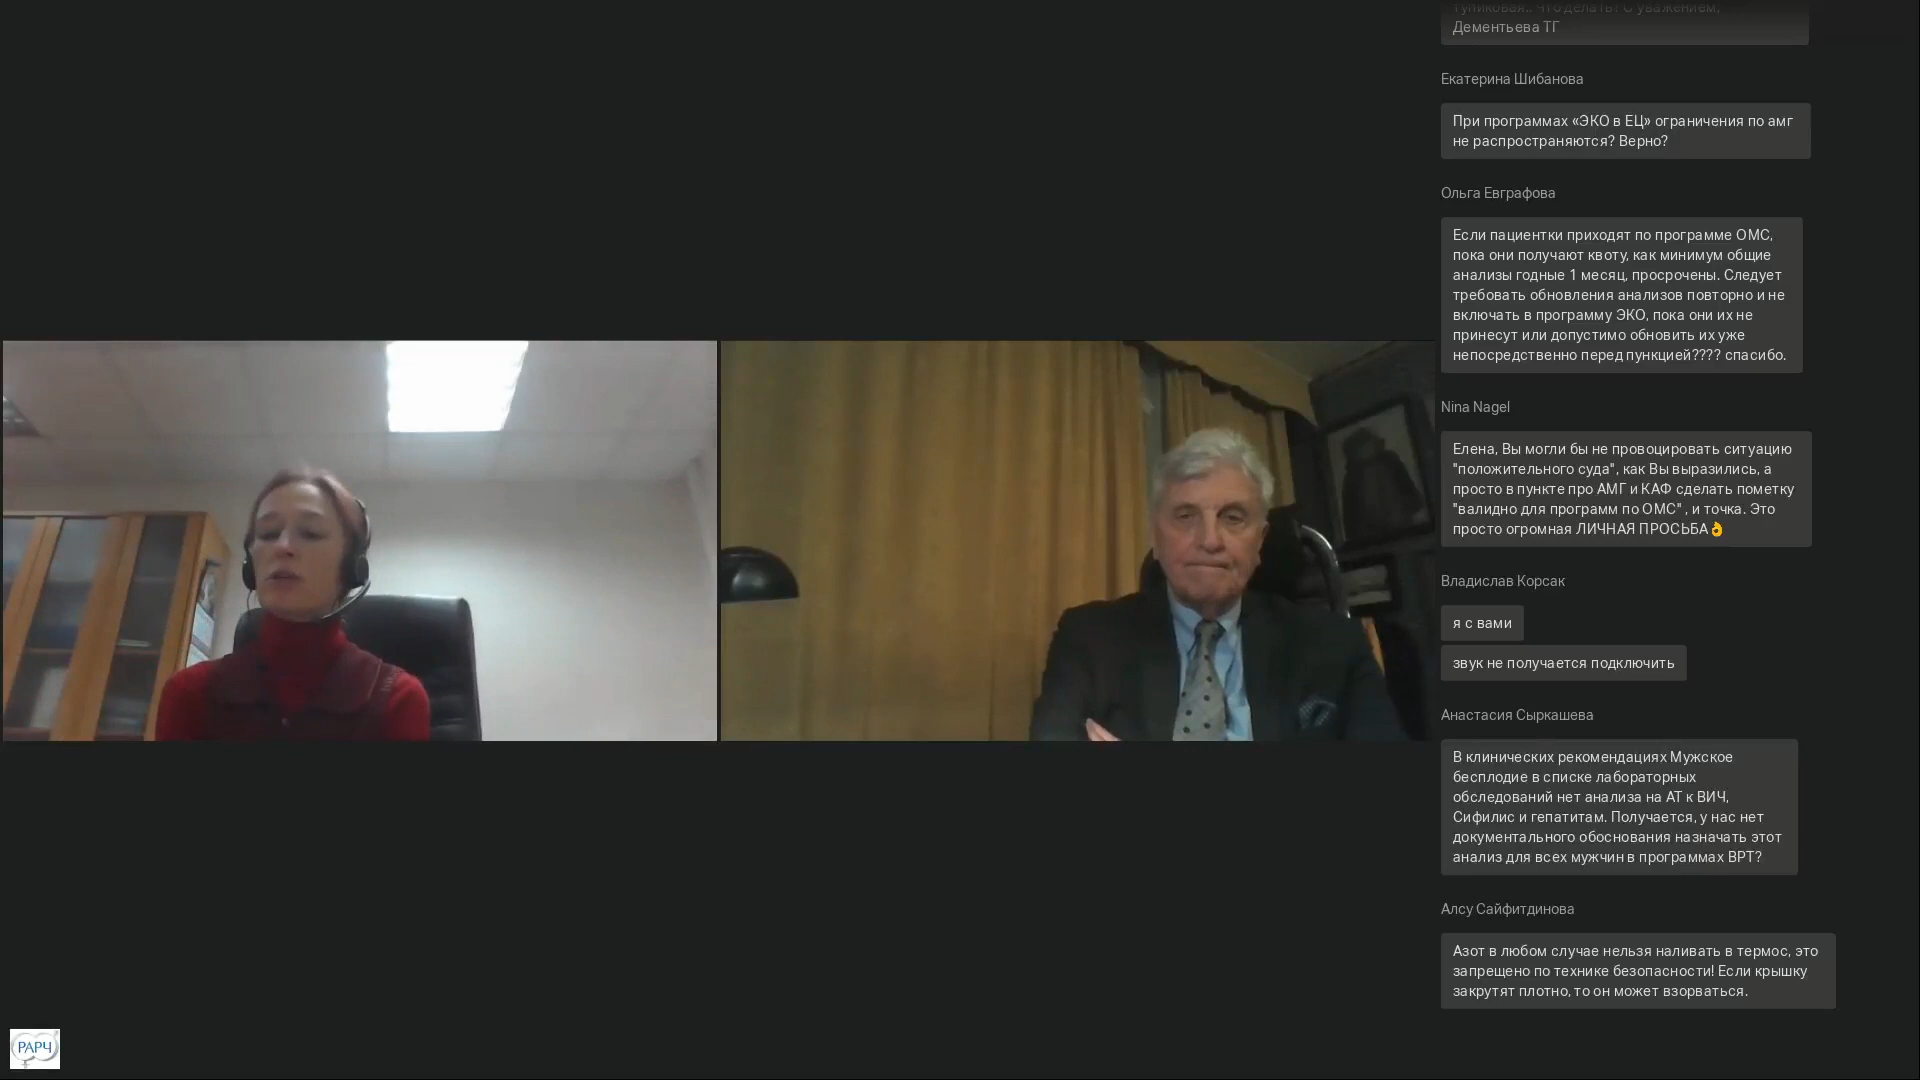 тупиковая.. Что делать? С уважением,
Дементьева ТГ
Екатерина Шибанова
При программах «ЭКО в ЕЦ» ограничения по амг
не распространяются? Верно?
Ольга Евграфова
Если пациентки приходят по программе ОМС,
пока они получают квоту, как минимум общие
анализы годные 1 месяц, просрочены. Следует
требовать обновления анализов повторно и не
включать в программу ЭКО, пока они их не
принесут или допустимо обновить их уже
непосредственно перед пункцией???? спасибо.
Nina Nagel
Елена, Вы могли бы не провоцировать ситуацию
"положительного суда", как Вы выразились, а
просто в пункте про АМГ и КАФ сделать пометку
"валидно для программ по ОМС" , и точка. Это
просто огромная ЛИЧНАЯ ПРОСЬБА👌
Владислав Корсак
я с вами
звук не получается подключить
Анастасия Сыркашева
В клинических рекомендациях Мужское
бесплодие в списке лабораторных
обследований нет анализа на АТ к ВИЧ,
Сифилис и гепатитам. Получается, у нас нет
документального обоснования назначать этот
анализ для всех мужчин в программах ВРТ?
Алсу Сайфитдинова
Азот в любом случае нельзя наливать в термос, это
запрещено по технике безопасности! Если крышку
закрутят плотно, то он может взорваться.
РАРЧ